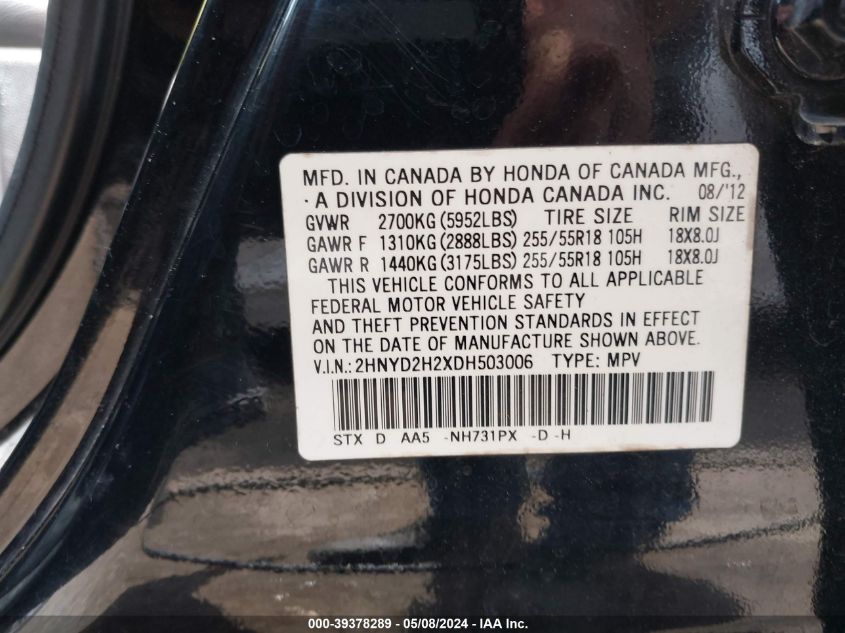 MFD. IN CANADA BY HONDA OF CANADA MFG.,
·A DIVISION OF HONDA CANADA INC. 08/'12
GVWR 2700KG (5952LBS) TIRE SIZE RIM SIZE
GAWR F 1310KG (2888LBS) 255/55R18 105H 18X8.0J
GAWR R 1440KG (3175LBS) 255/55R18 105H 18X8.0J
THIS VEHICLE CONFORMS TO ALL APPLICABLE
FEDERAL MOTOR VEHICLE SAFETY
AND THEFT PREVENTION STANDARDS IN EFFECT
ON THE DATE OF MANUFACTURE SHOWN ABOVE.
V.I.N.: 2HNYD2H2XDH503006 TYPE: MPV
STX D AA5 -NH731PX -D -H
000-39378289 - 05/08/2024 - IAAI.com